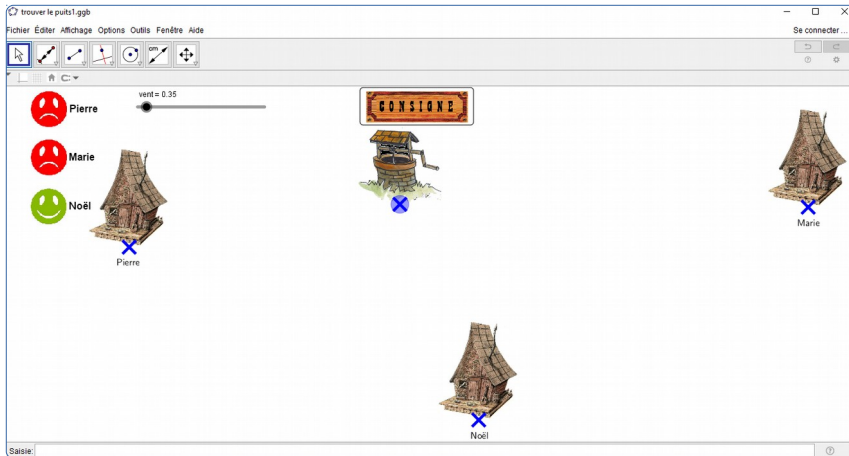 trouver le puits1.ggb
Fichier Éditer Affichage Options Outils Fenêtre Aide
Se connecter ...
cm
Pierre
vent = 0.35
CONSIGNE
Marie
Noël
Pierre
Marie
Noël
Saisie: